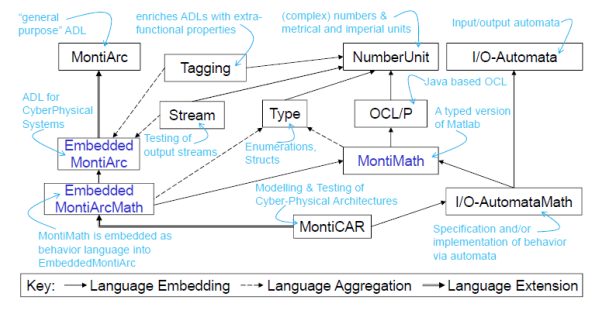 "general purpose" ADL
enriches ADLs with extra-functional properties
(complex) numbers & metrical and imperial units
Input/output automata
MontiArc
Tagging
NumberUnit
I/O-Automata
ADL for
CyberPhysical
Systems
Java based OCL
Stream
Type
OCL/P
A typed version
of Matlab
Testing of
output streams
Enumerations,
Structs
Embedded
MontiArc
MontiMath
Embedded
MontiArcMath
Modelling & Testing of
Cyber-Physical Architectures
I/O-AutomataMath
MontiCAR
MontiMath is embedded as
behavior language into
EmbeddedMontiArc
Specification and/or
implementation of behavior
via automata
Key: Language Embedding Language Aggregation Language Extension